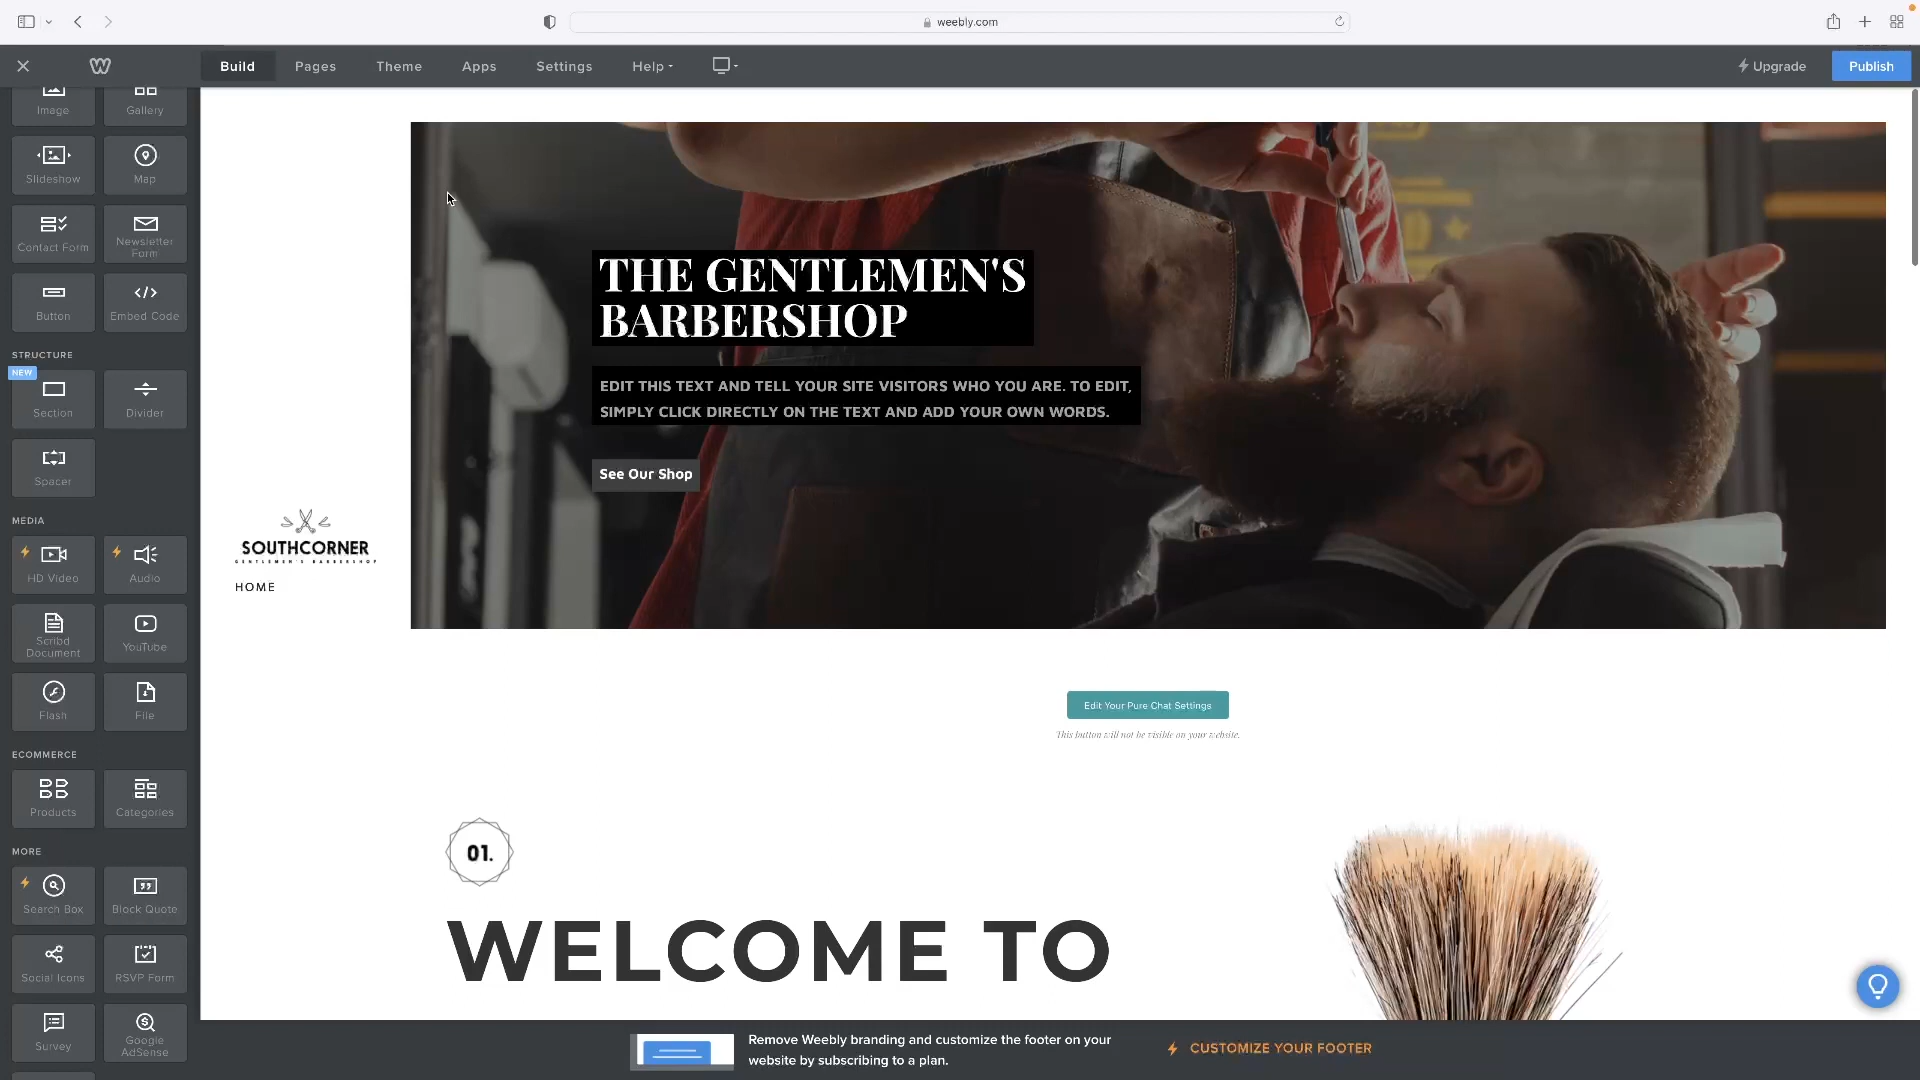 weebly.com
Build
Pages
Theme
Apps
Settings
Help
Upgrade
Publish
Image
Gallery
Slideshow
Map
Contact Form
Newsletter
Form
Button
Embed Code
STRUCTURE
NEW
Section
Divider
Spacer
MEDIA
HD Video
Audio
Scribd
Document
YouTube
Flash
File
ECOMMERCE
Products
Categories
MORE
Search Box
Block Quote
Social Icons
RSVP Form
Survey
Google
AdSense
SOUTHCORNER
GENTLEMEN'S BARBERSHOP
HOME
THE GENTLEMEN'S
BARBERSHOP
EDIT THIS TEXT AND TELL YOUR SITE VISITORS WHO YOU ARE. TO EDIT,
SIMPLY CLICK DIRECTLY ON THE TEXT AND ADD YOUR OWN WORDS.
See Our Shop
Edit Your Pure Chat Settings
This button will not be visible on your website.
01.
WELCOME TO
Remove Weebly branding and customize the footer on your
website by subscribing to a plan.
CUSTOMIZE YOUR FOOTER